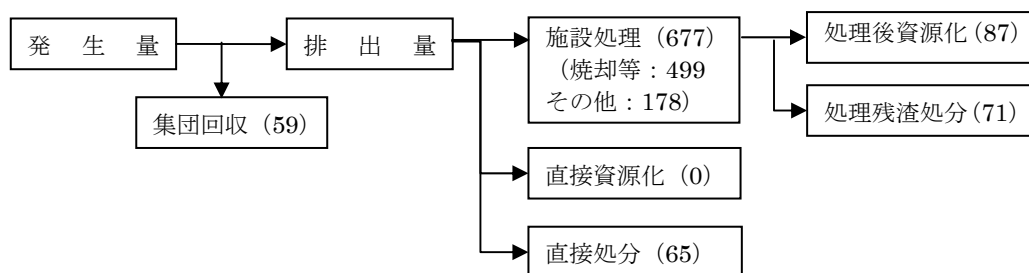 発生量
集団回収（59）
排出量
施設処理（677）
（焼却等：499
その他：178）
直接資源化（0）
直接処分（65）
処理後資源化(87)
処理残渣処分(71)